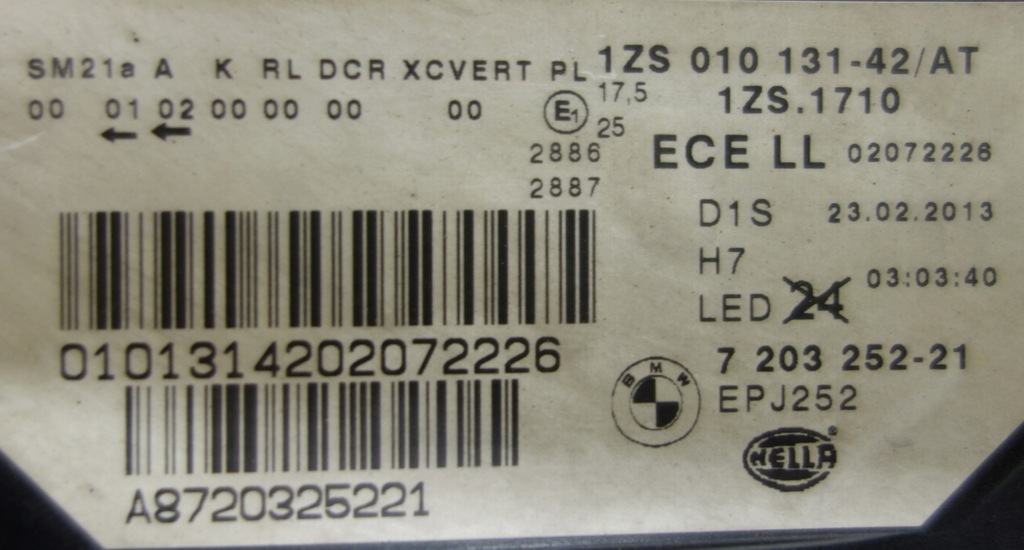 SM21a A K RL DCR XCVERT PL
00 01 02 00 00 00 00 E1 17,5
25
2886
2887
1ZS 010 131-42/AT
1ZS.1710
ECE LL 02072226
D1S 23.02.2013
H7
03:03:40
LED 24
0101314202072226
7 203 252-21
BMW
EPJ252
HELLA®
A8720325221